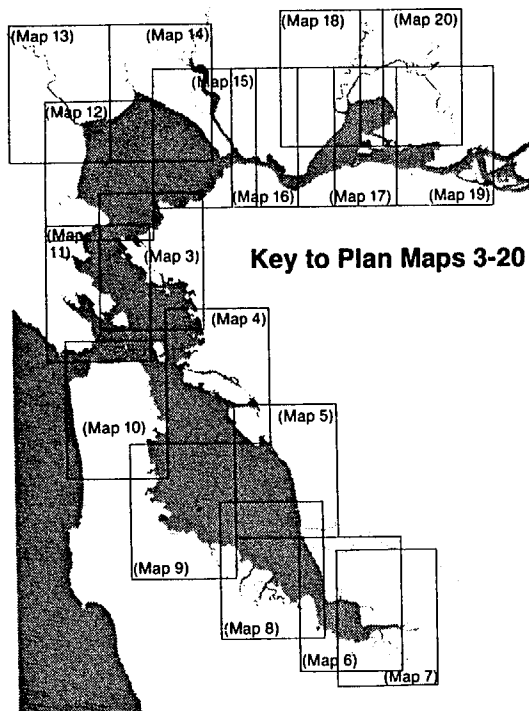 (Map 18)
(Map 20)
(Map 13)
(Map 14)
(Map 15)
(Map 12)
(Map 16)
(Map 17)
(Map 19)
(Map
11)
(Map 3)
Key to Plan Maps 3-20
(Map 4)
(Map 5)
(Map 10)
(Map 9)
(Map 8)
(Map 6)
(Map 7)